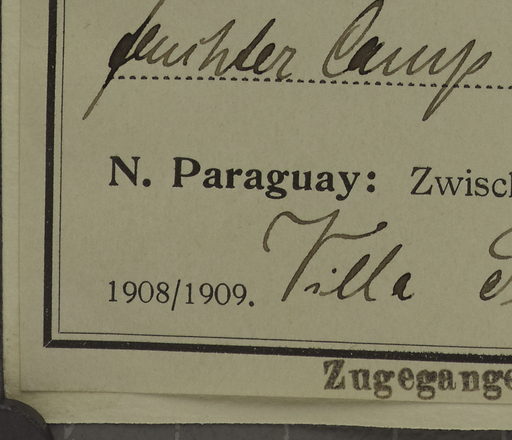 feuchter Camp
N. Paraguay: Zwisch
1908/1909. Villa
Zugegange